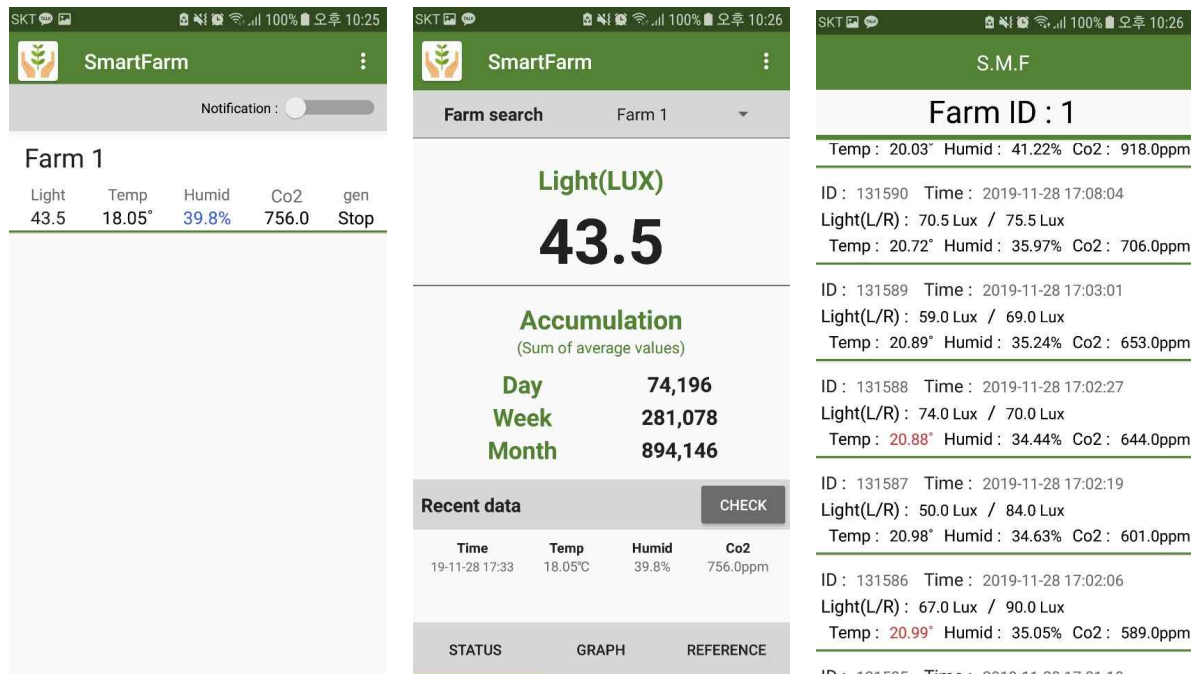 SKT 100% 오후 10:25
SmartFarm
Notification :
Farm 1
Light Temp Humid Co2 gen
43.5 18.05° 39.8% 756.0 Stop
SKT 100% 오후 10:26
SmartFarm
Farm search Farm 1
Light(LUX)
43.5
Accumulation
(Sum of average values)
Day 74,196
Week 281,078
Month 894,146
Recent data CHECK
Time Temp Humid Co2
19-11-28 17:33 18.05℃ 39.8% 756.0ppm
STATUS GRAPH REFERENCE
SKT 100% 오후 10:26
S.M.F
Farm ID : 1
Temp : 20.03° Humid : 41.22% Co2 : 918.0ppm
ID : 131590 Time : 2019-11-28 17:08:04
Light(L/R) : 70.5 Lux / 75.5 Lux
Temp : 20.72° Humid : 35.97% Co2 : 706.0ppm
ID : 131589 Time : 2019-11-28 17:03:01
Light(L/R) : 59.0 Lux / 69.0 Lux
Temp : 20.89° Humid : 35.24% Co2 : 653.0ppm
ID : 131588 Time : 2019-11-28 17:02:27
Light(L/R) : 74.0 Lux / 70.0 Lux
Temp : 20.88° Humid : 34.44% Co2 : 644.0ppm
ID : 131587 Time : 2019-11-28 17:02:19
Light(L/R) : 50.0 Lux / 84.0 Lux
Temp : 20.98° Humid : 34.63% Co2 : 601.0ppm
ID : 131586 Time : 2019-11-28 17:02:06
Light(L/R) : 67.0 Lux / 90.0 Lux
Temp : 20.99° Humid : 35.05% Co2 : 589.0ppm